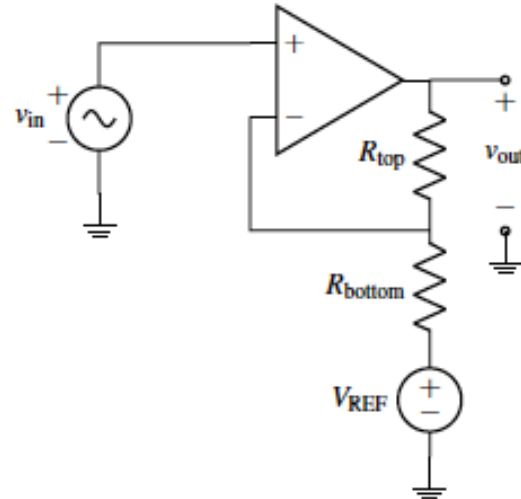 +
−
+
v_in
−
R_top
+
v_out
−
R_bottom
V_REF
+
−